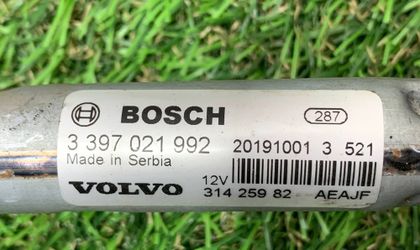 BOSCH 287
3 397 021 992 20191001 3 521
Made in Serbia
VOLVO 12V
314 259 82 AEAJF